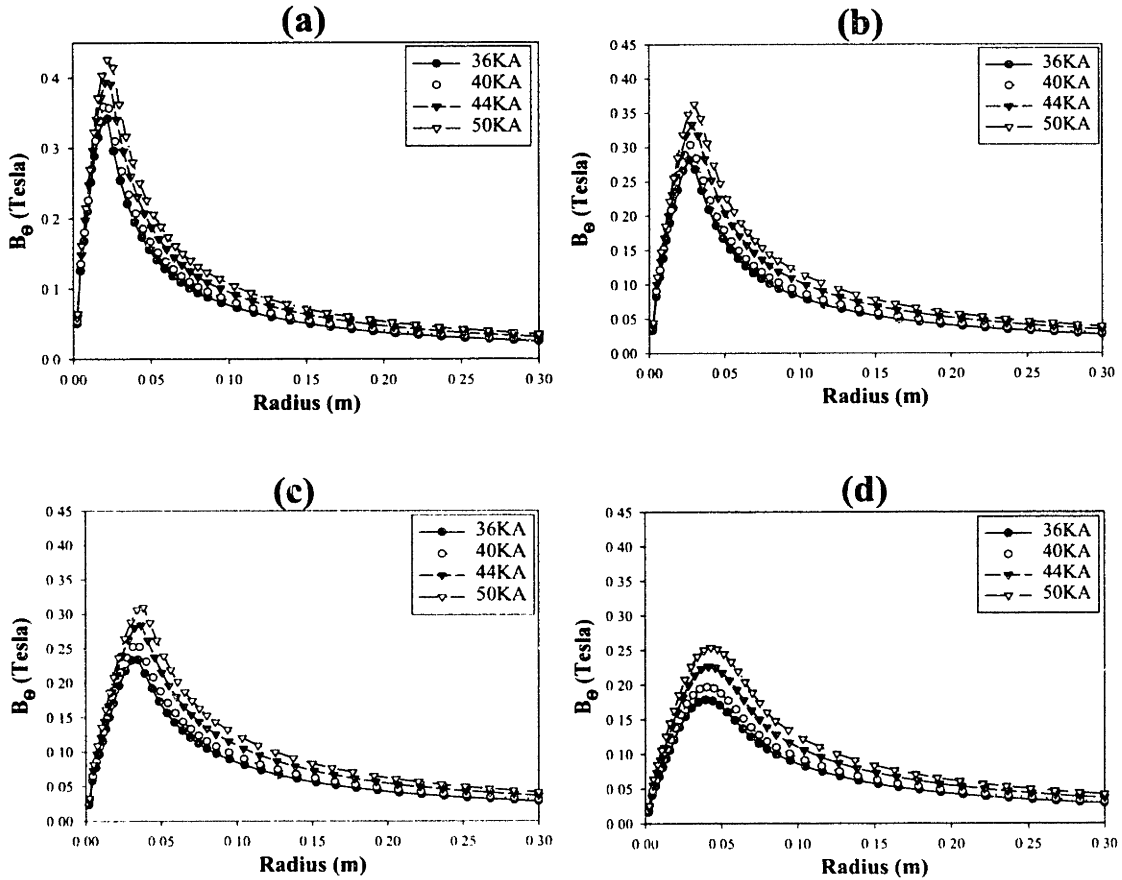 (a)
36KA
40KA
44KA
50KA
B_Θ (Tesla)
0 4
0 3
0 2
0 1
0 0
0 00 0 05 0 10 0 15 0 20 0 25 0 30
Radius (m)
(b)
36KA
40KA
44KA
50KA
B_Θ (Tesla)
0 45
0 40
0 35
0 30
0 25
0 20
0 15
0 10
0 05
0 00
0 00 0 05 0 10 0 15 0 20 0 25 0 30
Radius (m)
(c)
36KA
40KA
44KA
50KA
B_Θ (Tesla)
0 45
0 40
0 35
0 30
0 25
0 20
0 15
0 10
0 05
0 00
0 00 0 05 0 10 0 15 0 20 0 25 0 30
Radius (m)
(d)
36KA
40KA
44KA
50KA
B_Θ (Tesla)
0 45
0 40
0 35
0 30
0 25
0 20
0 15
0 10
0 05
0 00
0 00 0 05 0 10 0 15 0 20 0 25 0 30
Radius (m)